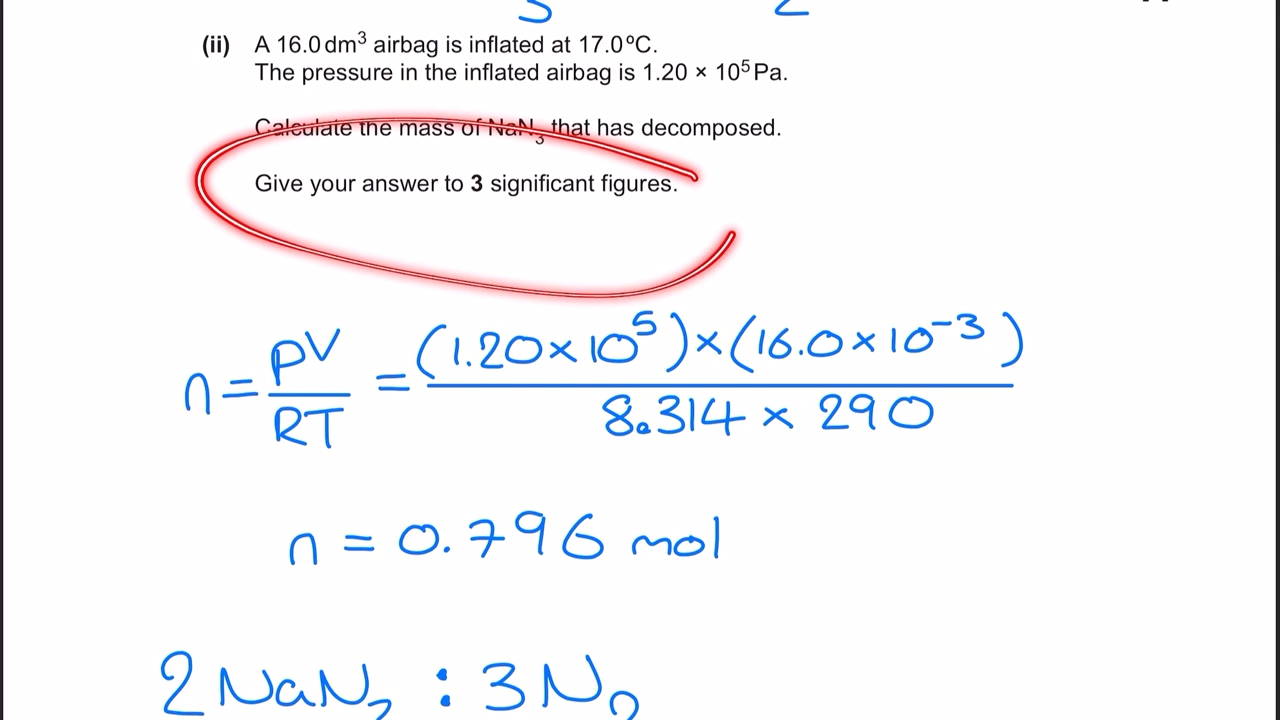 (ii) A 16.0 dm³ airbag is inflated at 17.0 °C.
The pressure in the inflated airbag is 1.20 × 10⁵ Pa.
Calculate the mass of NaN₃ that has decomposed.
Give your answer to 3 significant figures.
n = pV/RT = (1.20 × 10⁵) × (16.0 × 10⁻³) / 8.314 × 290
n = 0.796 mol
2NaN₃ : 3N₂